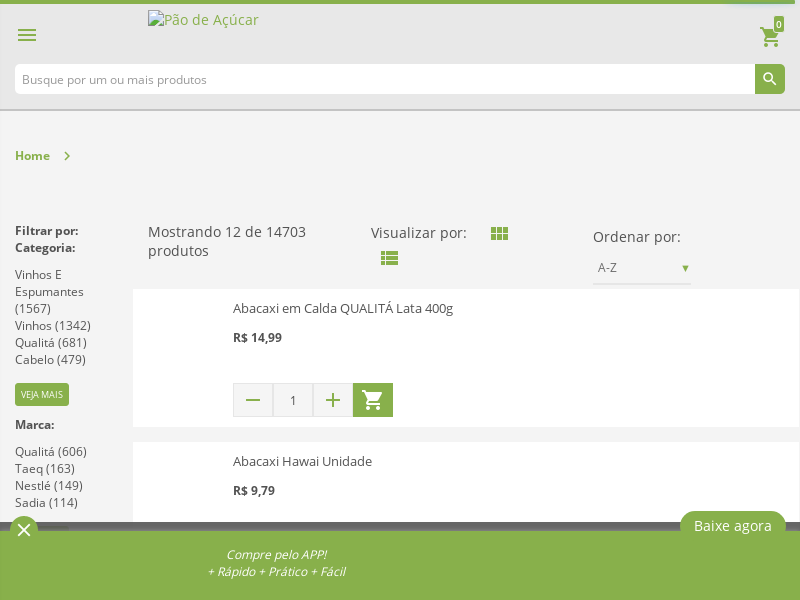 Pão de Açúcar
0
Busque por um ou mais produtos
Home
Filtrar por:
Categoria:
Vinhos E
Espumantes
(1567)
Vinhos (1342)
Qualitá (681)
Cabelo (479)
VEJA MAIS
Marca:
Qualitá (606)
Taeq (163)
Nestlé (149)
Sadia (114)
Mostrando 12 de 14703
produtos
Visualizar por:
Ordenar por:
A-Z
Abacaxi em Calda QUALITÁ Lata 400g
R$ 14,99
1
Abacaxi Hawai Unidade
R$ 9,79
Baixe agora
Compre pelo APP!
+ Rápido + Prático + Fácil